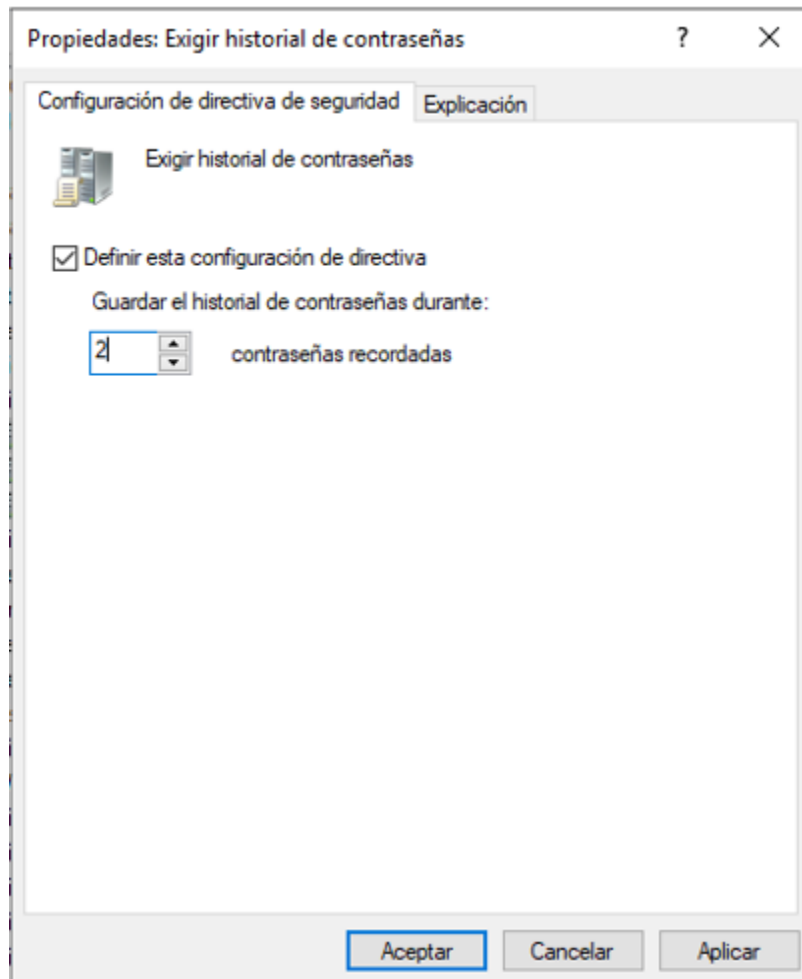 Propiedades: Exigir historial de contraseñas ? ×
Configuración de directiva de seguridad Explicación
Exigir historial de contraseñas
Definir esta configuración de directiva
Guardar el historial de contraseñas durante:
2 contraseñas recordadas
Aceptar Cancelar Aplicar